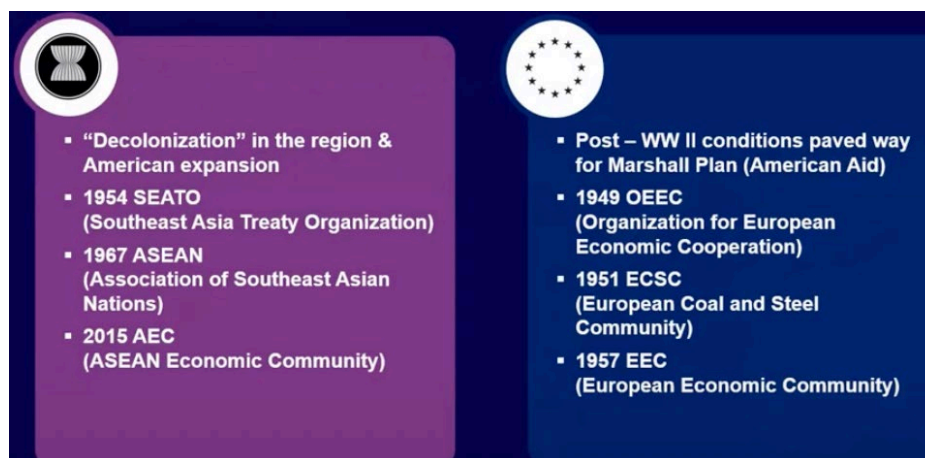 ▪ “Decolonization” in the region &
American expansion
▪ 1954 SEATO
(Southeast Asia Treaty Organization)
▪ 1967 ASEAN
(Association of Southeast Asian
Nations)
▪ 2015 AEC
(ASEAN Economic Community)
▪ Post – WW II conditions paved way
for Marshall Plan (American Aid)
▪ 1949 OEEC
(Organization for European
Economic Cooperation)
▪ 1951 ECSC
(European Coal and Steel
Community)
▪ 1957 EEC
(European Economic Community)